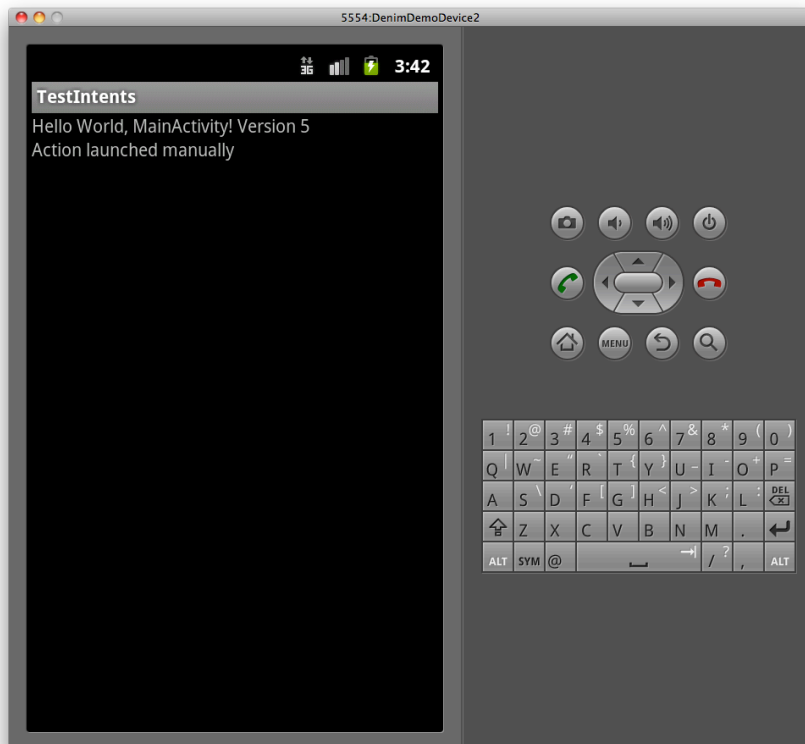 5554:DenimDemoDevice2
3G 3:42
TestIntents
Hello World, MainActivity! Version 5
Action launched manually
MENU
1 ! 2 @ 3 # 4 $ 5 % 6 ^ 7 & 8 * 9 ( 0 )
Q | W ~ E " R ` T { Y } U _ I - O + P =
A S \ D ' F [ G ] H < J > K ; L : DEL
Z X C V B N M .
ALT SYM @ / ? , ALT